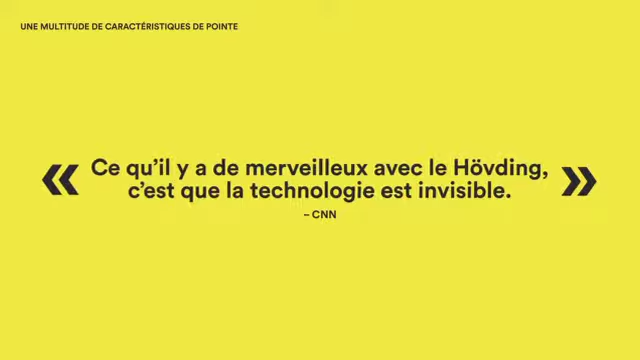 UNE MULTITUDE DE CARACTÉRISTIQUES DE POINTE
« Ce qu’il y a de merveilleux avec le Hövding,
c’est que la technologie est invisible. »
– CNN